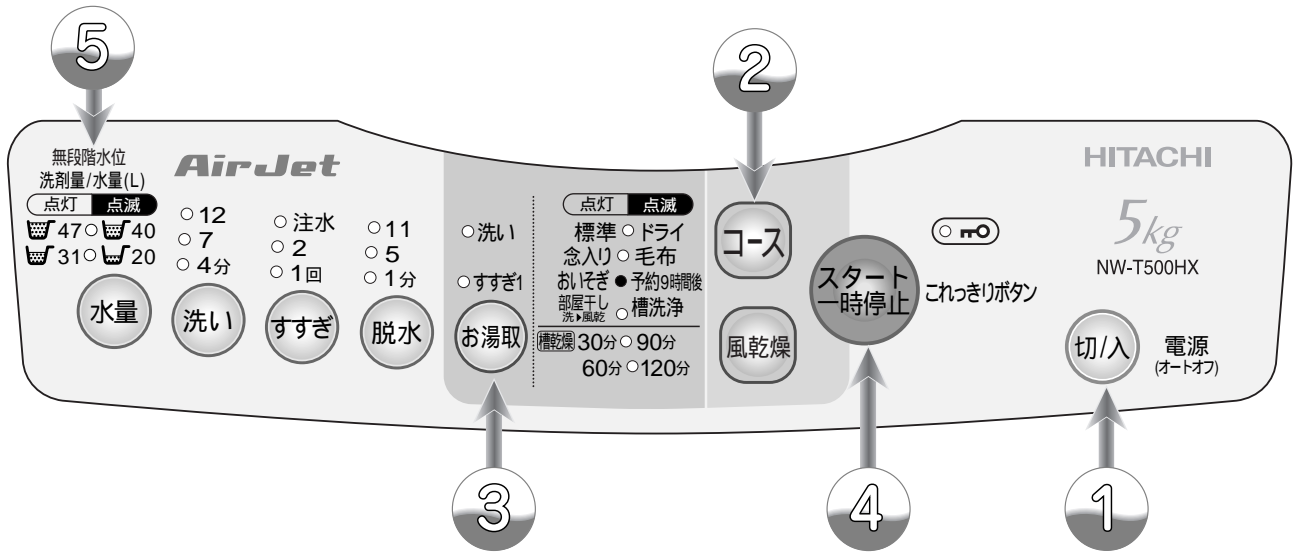 5
2
無段階水位
洗剤量/水量(L)
点灯 点滅
47 40
31 20
水量
AirJet
12
7
4分
洗い
注水
2
1回
すすぎ
11
5
1分
脱水
洗い
すすぎ1
お湯取
点灯 点滅
標準 ドライ
念入り 毛布
おいそぎ 予約9時間後
部屋干し 槽洗浄
洗▶風乾
槽乾燥 30分 90分
60分 120分
コース
風乾燥
スタート
一時停止
これっきりボタン
HITACHI
5kg
NW-T500HX
切/入
電源
(オートオフ)
3
4
1